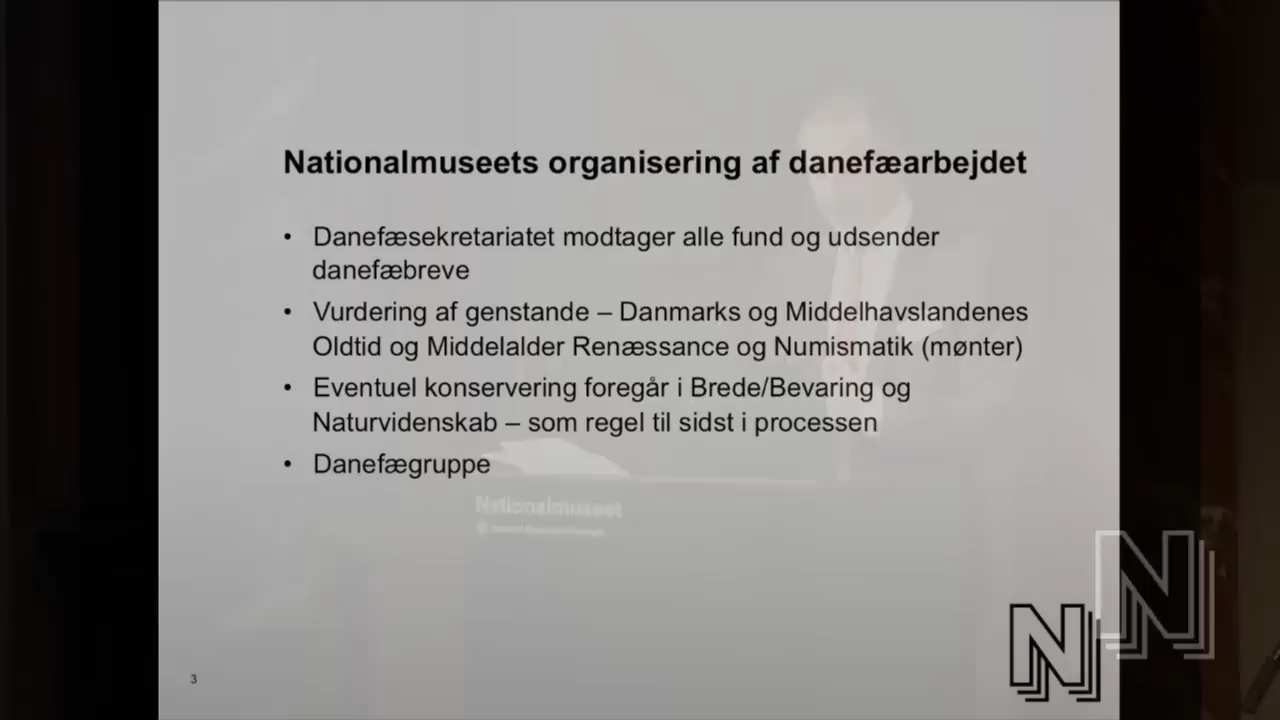 Nationalmuseets organisering af danefæarbejdet
• Danefæsekretariatet modtager alle fund og udsender
danefæbreve
• Vurdering af genstande – Danmarks og Middelhavslandenes
Oldtid og Middelalder Renæssance og Numismatik (mønter)
• Eventuel konservering foregår i Brede/Bevaring og
Naturvidenskab – som regel til sidst i processen
• Danefægruppe
Nationalmuseet
3
N
N